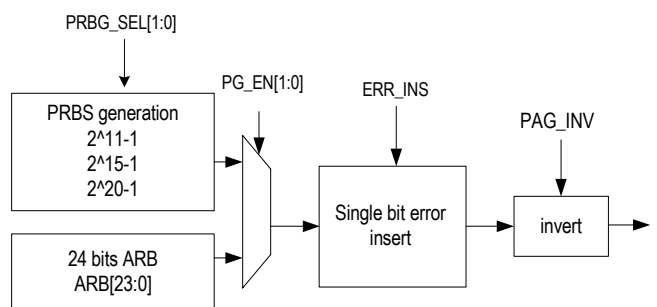 PRBG_SEL[1:0]
PG_EN[1:0]
ERR_INS
PAG_INV
PRBS generation
2^11-1
2^15-1
2^20-1
Single bit error
insert
invert
24 bits ARB
ARB[23:0]